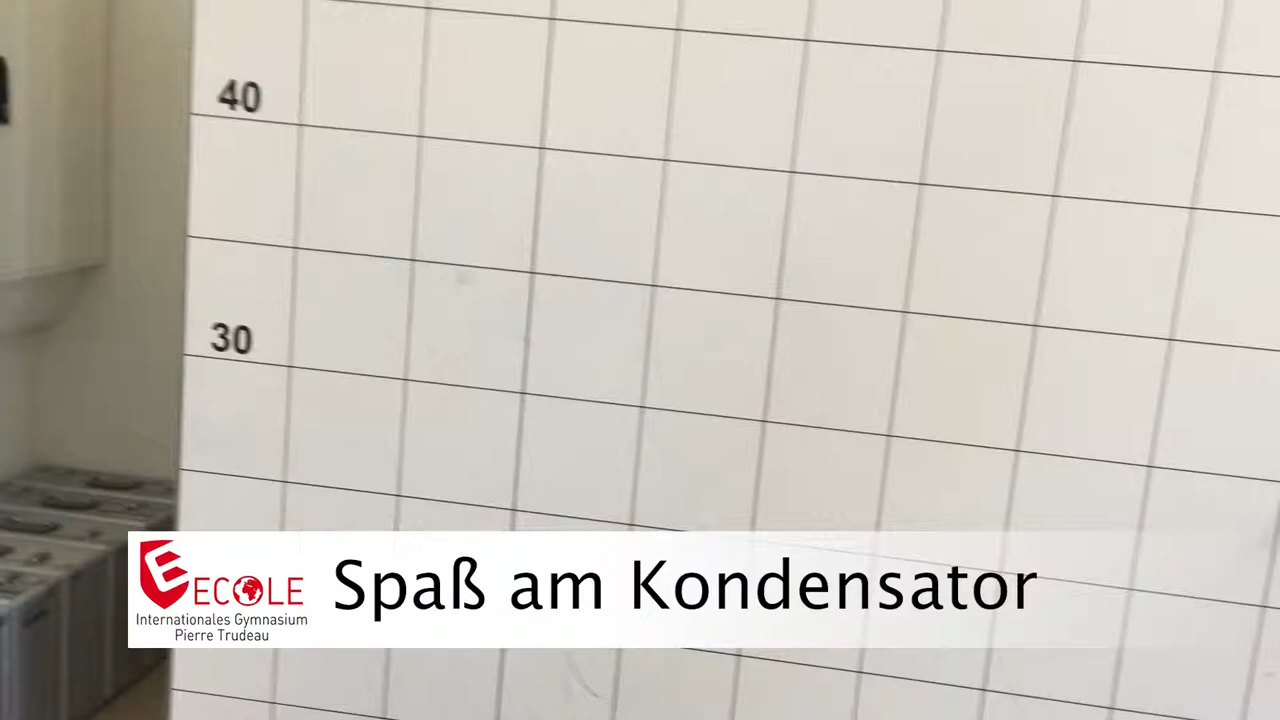 40
30
ECOLE
Internationales Gymnasium
Pierre Trudeau
Spaß am Kondensator